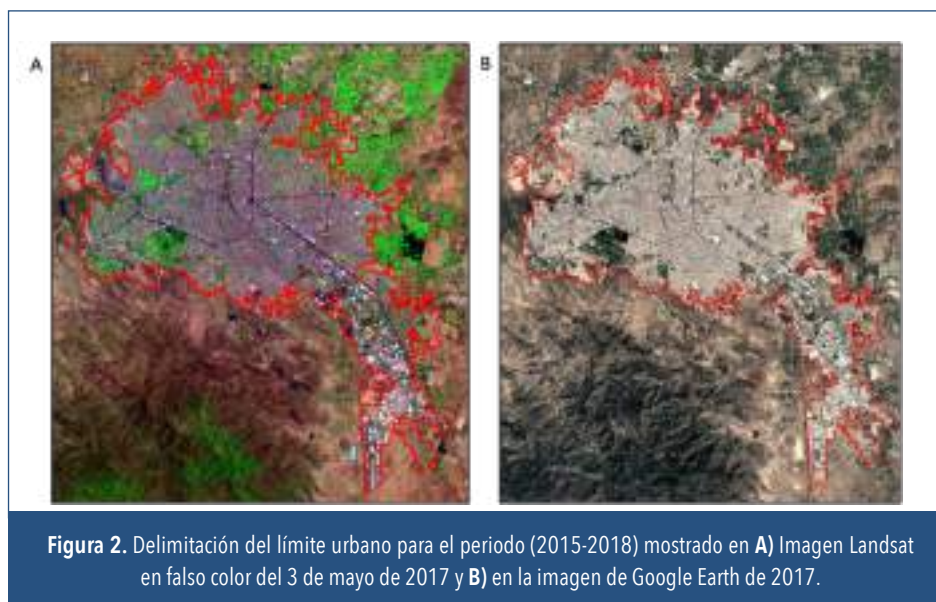 A
B
Figura 2. Delimitación del límite urbano para el periodo (2015-2018) mostrado en A) Imagen Landsat
en falso color del 3 de mayo de 2017 y B) en la imagen de Google Earth de 2017.